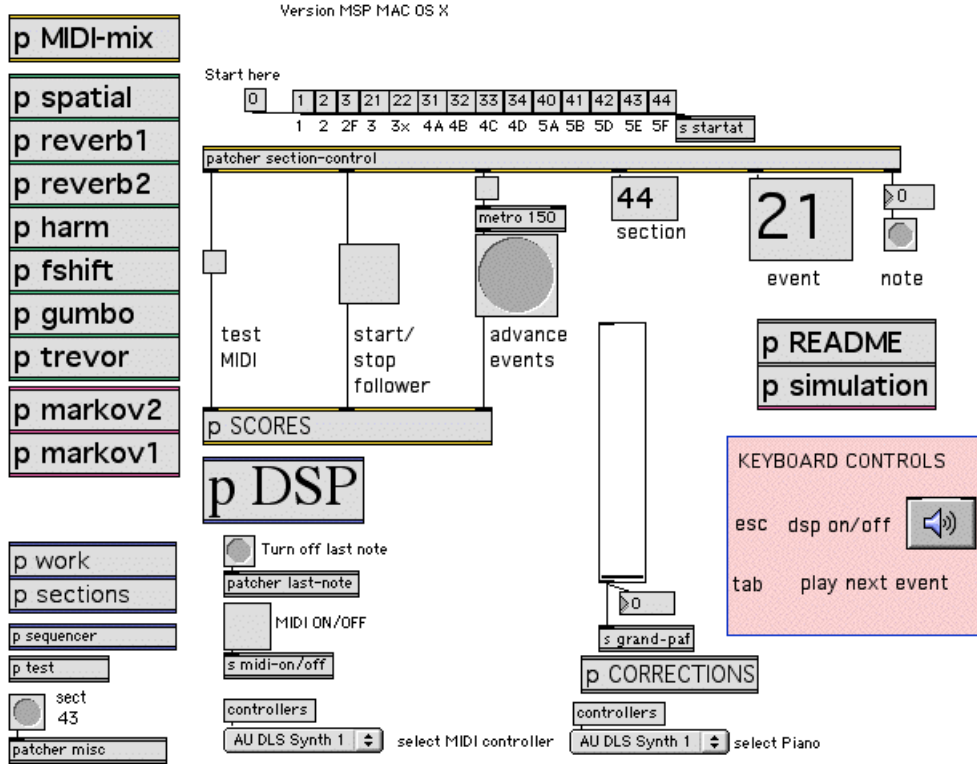 Version MSP MAC OS X
p MIDI-mix
Start here
0 1 2 3 21 22 31 32 33 34 40 41 42 43 44
1 2 2F 3 3x 4A 4B 4C 4D 5A 5B 5D 5E 5F s startat
p spatial
p reverb1
p reverb2
p harm
p fshift
p gumbo
p trevor
p markov2
p markov1
patcher section-control
metro 150
44
section
21
event
0
note
test
MIDI
start/
stop
follower
advance
events
p SCORES
p DSP
p README
p simulation
KEYBOARD CONTROLS
esc dsp on/off
tab play next event
p work
p sections
p sequencer
p test
sect
43
patcher misc
Turn off last note
patcher last-note
MIDI ON/OFF
s midi-on/off
controllers
AU DLS Synth 1
select MIDI controller
0
s grand-paf
p CORRECTIONS
controllers
AU DLS Synth 1
select Piano